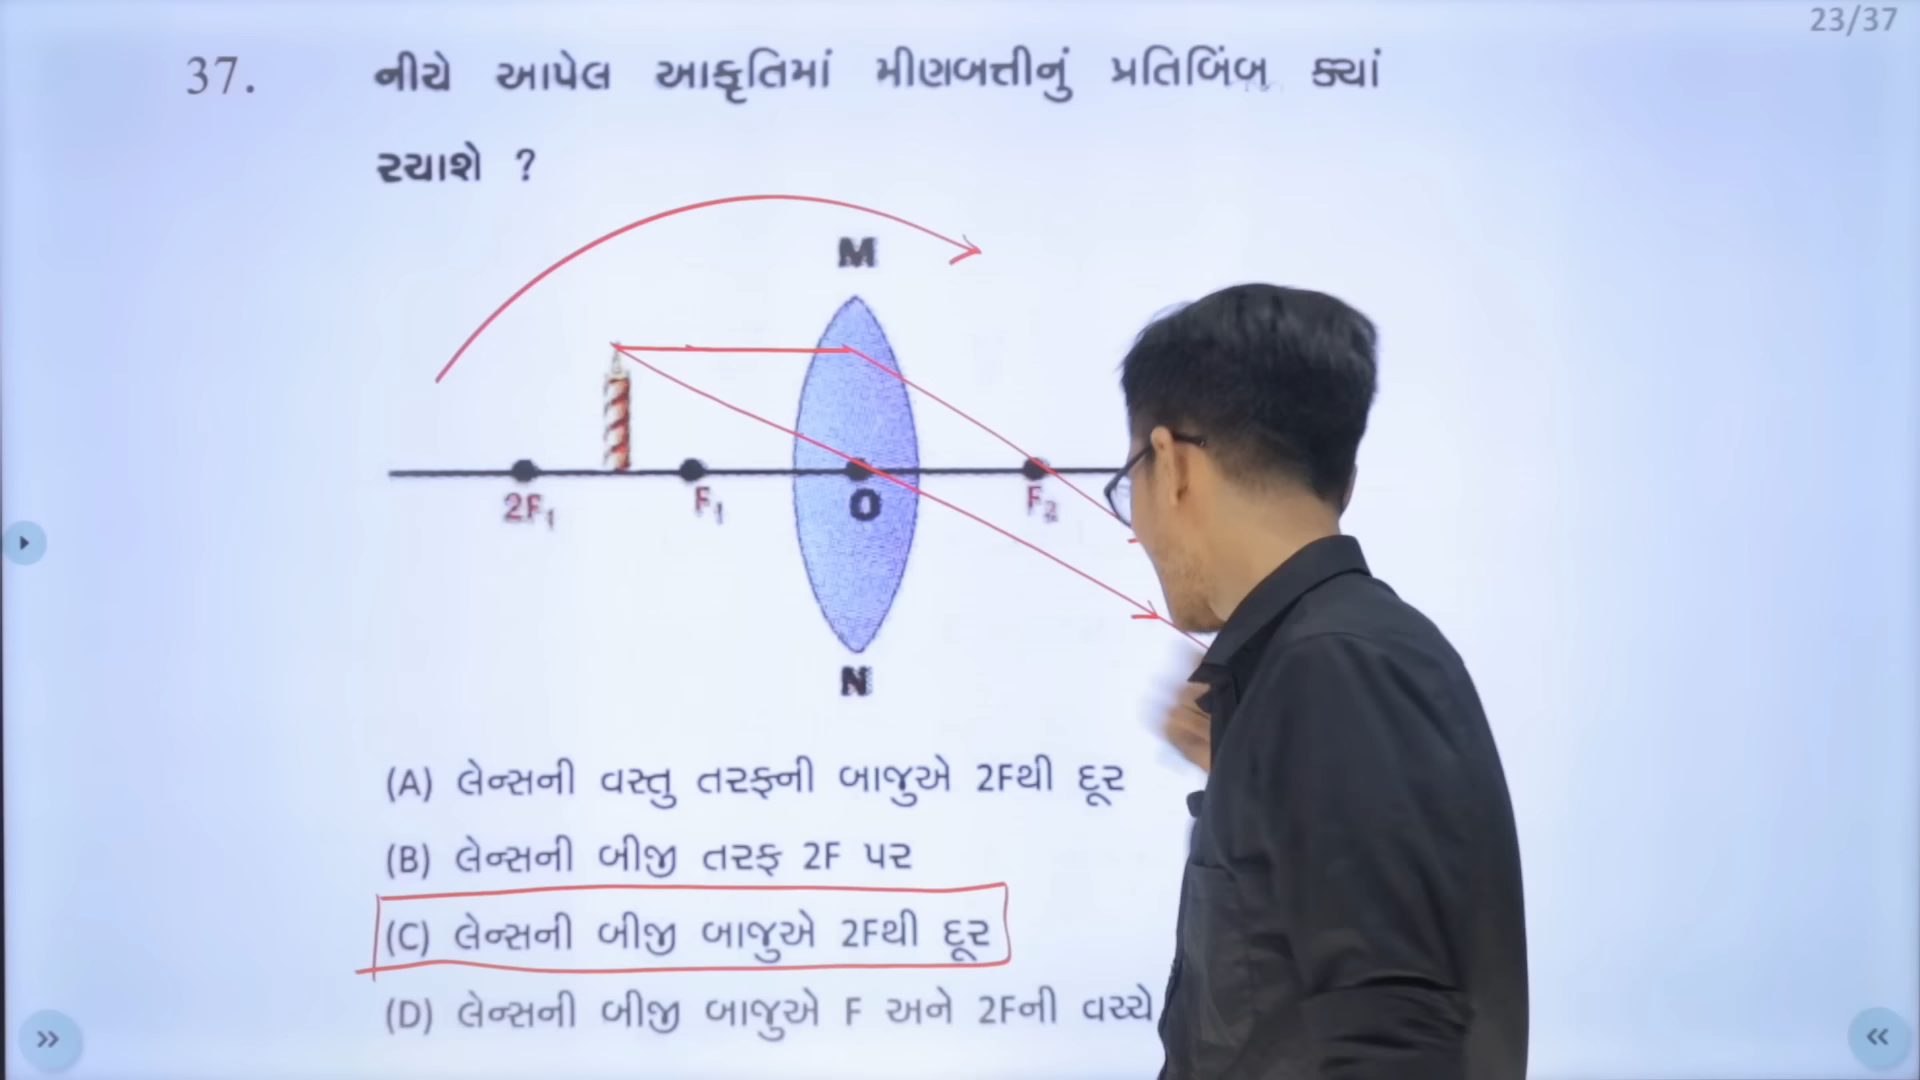 23/37
37. નીચે આપેલ આકૃતિમાં મીણબત્તીનું પ્રતિબિંબ ક્યાં
રચાશે ?
M
2F₁ F₁ O F₂
N
(A) લેન્સની વસ્તુ તરફની બાજુએ 2Fથી દૂર
(B) લેન્સની બીજી તરફ 2F પર
(C) લેન્સની બીજી બાજુએ 2Fથી દૂર
(D) લેન્સની બીજી બાજુએ F અને 2Fની વચ્ચે